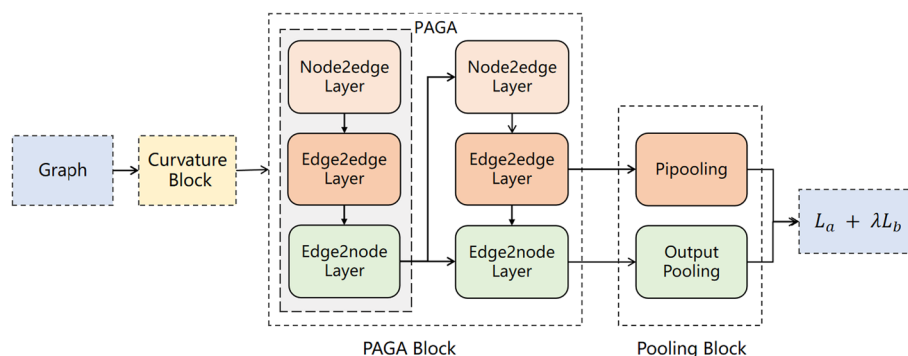 PAGA
Node2edge
Layer
Node2edge
Layer
Graph
Curvature
Block
Edge2edge
Layer
Edge2edge
Layer
Pipooling
L_a + λL_b
Edge2node
Layer
Edge2node
Layer
Output
Pooling
PAGA Block
Pooling Block